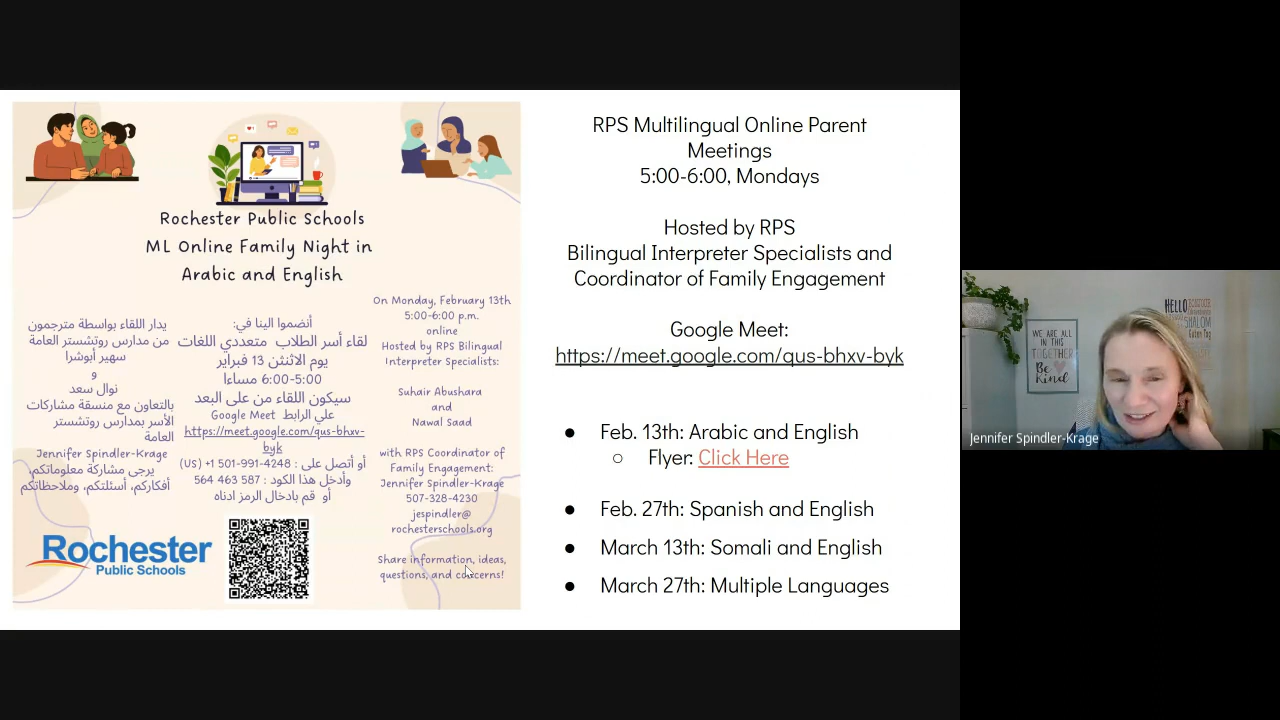 Rochester Public Schools
ML Online Family Night in
Arabic and English
On Monday, February 13th
5:00-6:00 p.m.
online
Hosted by RPS Bilingual
Interpreter Specialists:
Suhair Abushara
and
Nawal Saad
with RPS Coordinator of
Family Engagement:
Jennifer Spindler-Krage
507-328-4230
jespindler@
rochesterschools.org
Share information, ideas,
questions, and concerns!
أنضموا الينا في:
لقاء أسر الطلاب متعددي اللغات
يوم الاثنثن 13 فبراير
6:00-5:00 مساءا
سيكون اللقاء من على البعد
علي الرابط Google Meet
https://meet.google.com/qus-bhxv-
byk
أو أتصل على : US) +1 501-991-4248)
وأدخل هذا الكود : 587 463 564
أو قم بادخال الرمز ادناه
يدار اللقاء بواسطة مترجمون
من مدارس روتشستر العامة
سهير أبوشرا
و
نوال سعد
بالتعاون مع منسقة مشاركات
الأسر بمدارس روتشستر
العامة
Jennifer Spindler-Krage
يرجى مشاركة معلوماتكم،
أفكاركم، أسئلتكم، وملاحظاتكم
Rochester
Public Schools
RPS Multilingual Online Parent
Meetings
5:00-6:00, Mondays
Hosted by RPS
Bilingual Interpreter Specialists and
Coordinator of Family Engagement
Google Meet:
https://meet.google.com/qus-bhxv-byk
● Feb. 13th: Arabic and English
○ Flyer: Click Here
● Feb. 27th: Spanish and English
● March 13th: Somali and English
● March 27th: Multiple Languages
WE ARE ALL
IN THIS
TOGETHER
Be
Kind
HELLO
SHALOM
Guten Tag
Jennifer Spindler-Krage